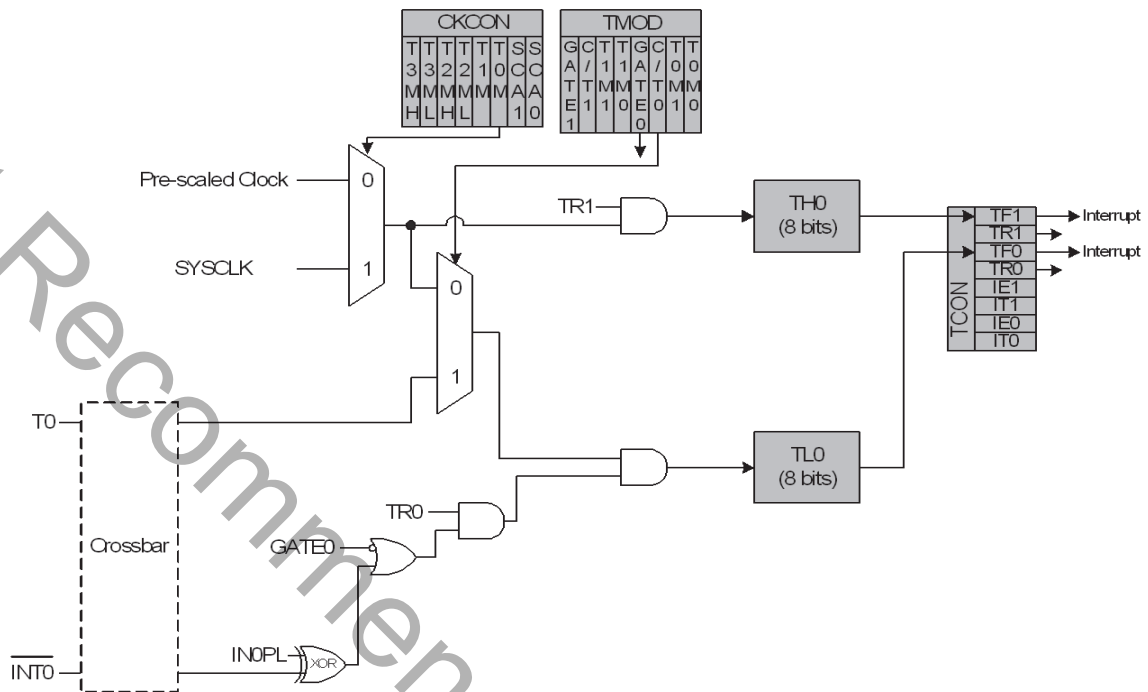 CKCON
T3MH
T3ML
T2MH
T2ML
T1M
T0M
SCA1
SCA0
TMOD
GATE1
C/T1
T1M1
T1M0
GATE0
C/T0
T0M1
T0M0
Pre-scaled Clock
0
SYSCLK
1
TR1
TH0
(8 bits)
0
1
T0
TCON
TF1
TR1
TF0
TR0
IE1
IT1
IE0
IT0
Interrupt
Interrupt
TL0
(8 bits)
TR0
GATE0
Crossbar
IN0PL
XOR
INT0
Recommen